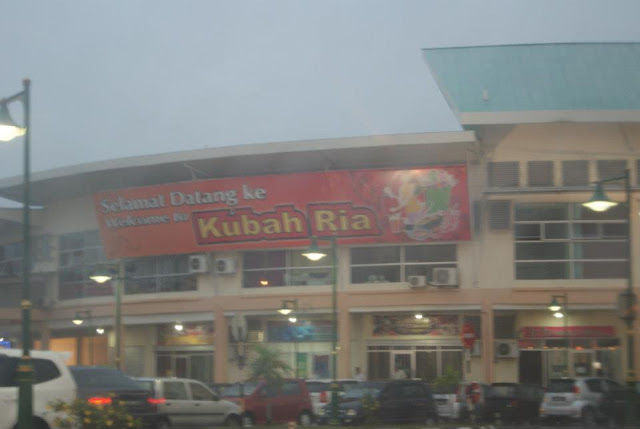 Selamat Datang ke
Welcome to
Kubah Ria